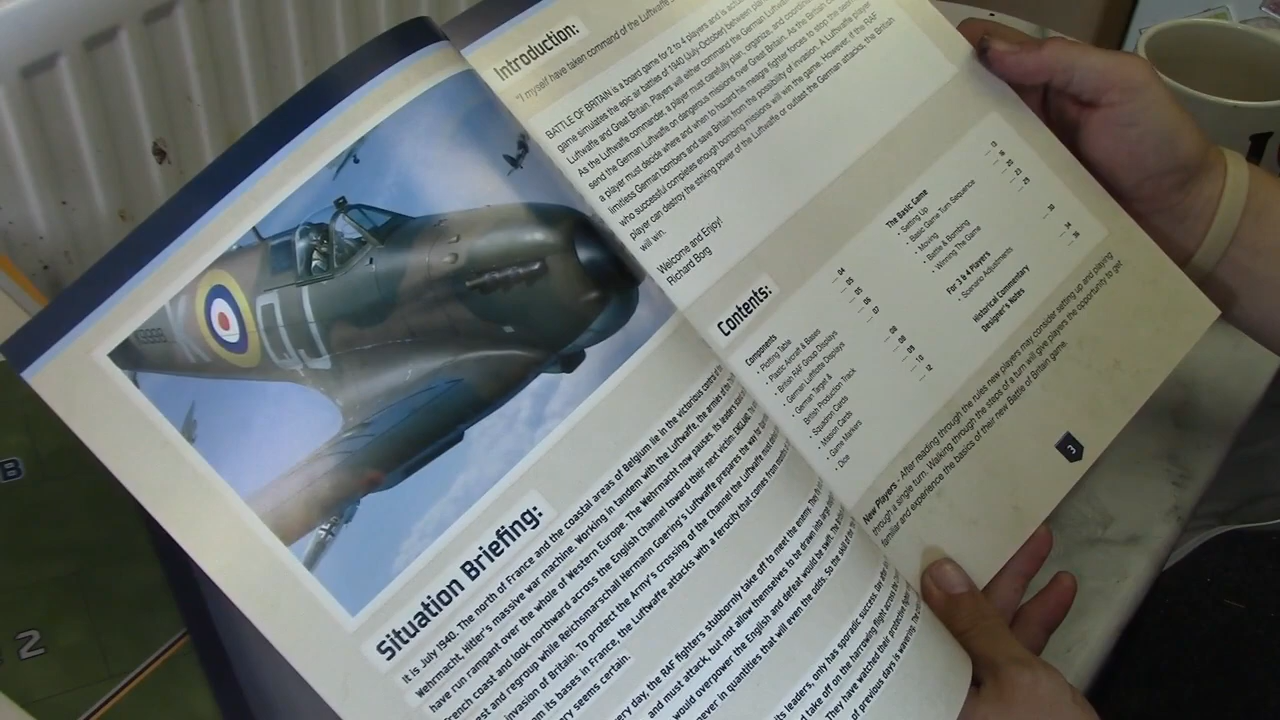 K9998
K
QJ
Situation Briefing:
It is July 1940. The north of France and the coastal areas of Belgium lie in the victorious
Wehrmacht, Hitler's massive war machine. Working in tandem with the Luftwaffe, the armies
have run rampant over the whole of Western Europe. The Wehrmacht now pauses. Its leaders
French coast and look northward across the English Channel toward their next victim: ENGLAND.
rest and regroup while Reichsmarschall Hermann Goering's Luftwaffe prepares the way
invasion of Britain. To protect the Army's crossing of the Channel the Luftwaffe must
its bases in France, the Luftwaffe attacks with a ferocity that comes from
seems certain.
day, the RAF fighters stubbornly take off to meet the enemy.
and must attack, but not allow themselves to be drawn into
would overpower the English and defeat would be swift.
in quantities that will even the odds. So the
leaders, only has sporadic success.
take off on the harrowing flight across
They have watched their protective
of previous days is wavering.
Introduction:
"I myself have taken command of the Luftwaffe
BATTLE OF BRITAIN is a board game for 2 to 4 players and is
game simulates the epic air battles of 1940 (July-October) between
Luftwaffe and Great Britain. Players will either command the German
As the Luftwaffe commander, a player must carefully plan, organize, and
send the German Luftwaffe on dangerous missions over Great Britain. As the British
a player must decide where and when to hazard his meagre fighter forces to stop the
limitless German bombers and save Britain from the possibility of invasion. A Luftwaffe player
who successful completes enough bombing missions will win the game. However, if the RAF
player can destroy the striking power of the Luftwaffe or outlast the German attacks, the British
will win.
Welcome and Enjoy!
Richard Borg
Contents:
Components
• Plotting Table 04
• Plastic Aircraft & Bases 05
• British RAF Group Displays 05
• German Luftflotte Displays 06
• German Target &
British Production Track 07
• Squadron Cards 08
• Mission Cards 09
• Game Markers 10
• Dice 12
The Basic Game
• Setting Up 13
• Basic Game Turn Sequence 16
• Moving 20
• Battle & Bombing 23
• Winning The Game 29
For 3 & 4 Players
• Scenario Adjustments 30
Historical Commentary 34
Designer's Notes 36
New Players - After reading through the rules new players may consider setting up and playing
through a single turn. Walking through the steps of a turn will give players the opportunity to get
familiar and experience the basics of their new Battle of Britain game.
3
B
2